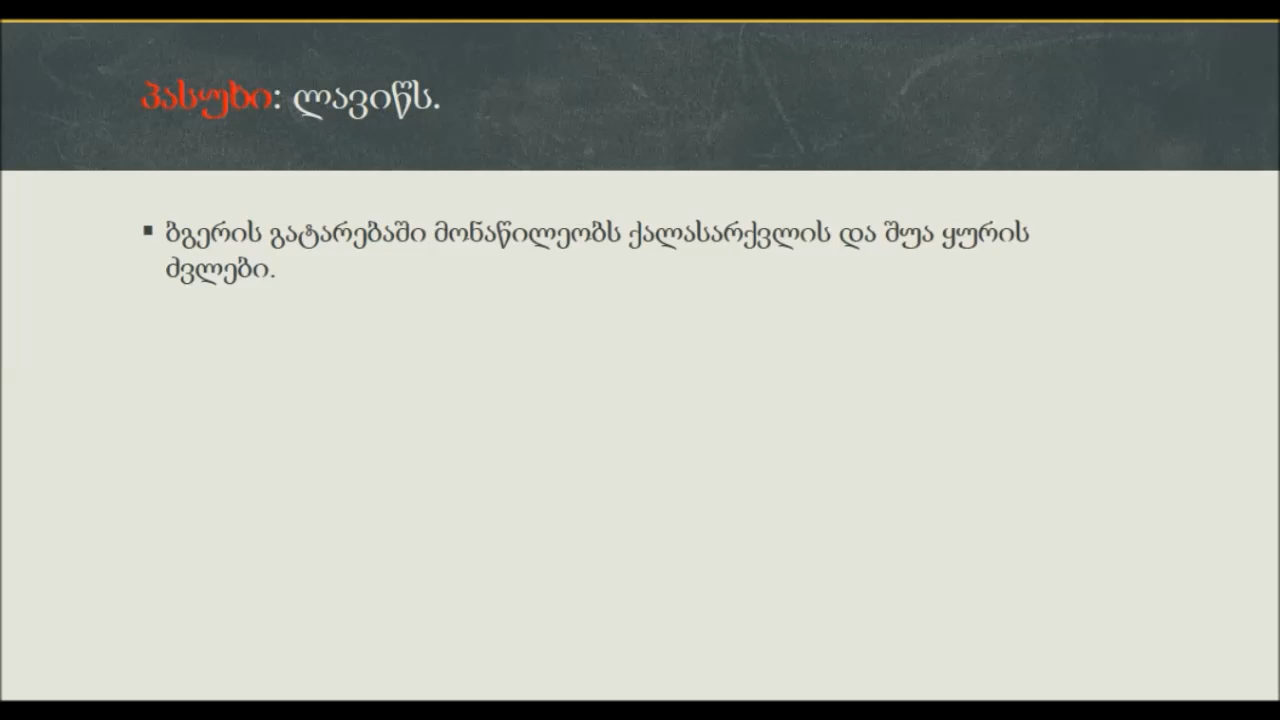 პასუხი: ლავიწს.
ბგერის გატარებაში მონაწილეობს ქალასარქვლის და შუა ყურის
ძვლები.